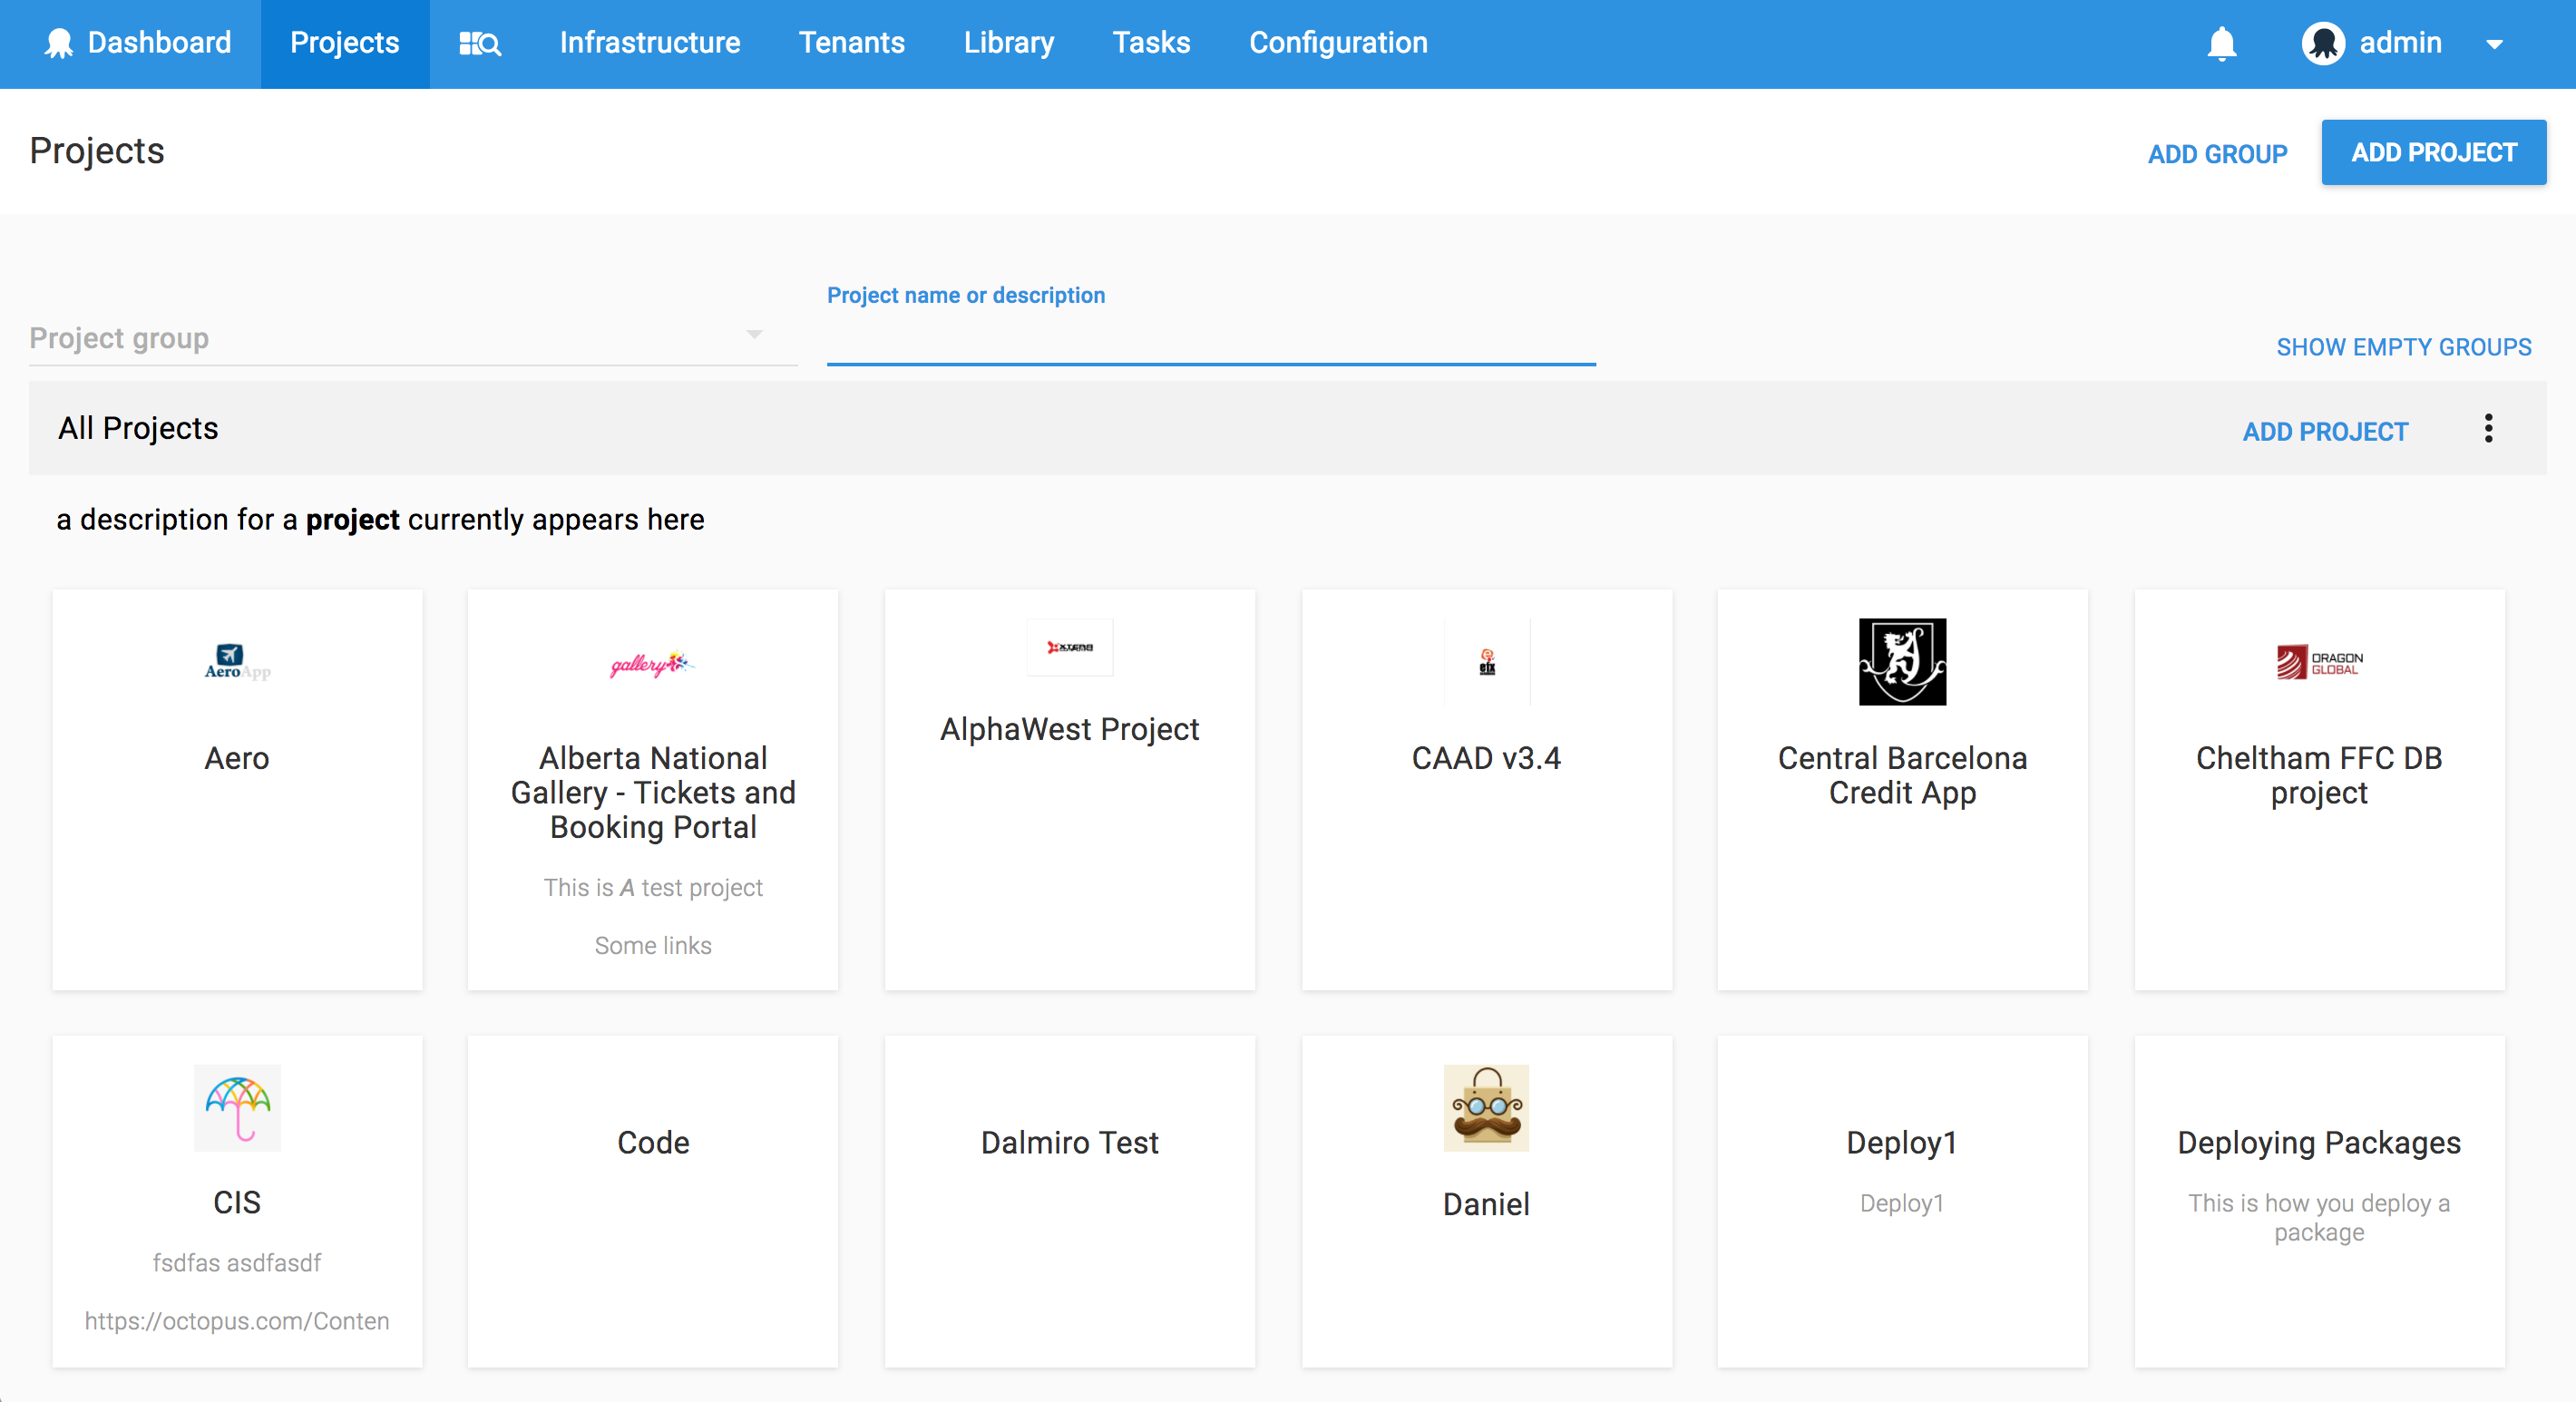 Dashboard Projects Infrastructure Tenants Library Tasks Configuration admin
Projects ADD GROUP ADD PROJECT
Project name or description
Project group SHOW EMPTY GROUPS
All Projects ADD PROJECT
a description for a project currently appears here
AeroApp
Aero
gallery
Alberta National
Gallery - Tickets and
Booking Portal
This is A test project
Some links
AlphaWest Project
efx
CAAD v3.4
Central Barcelona
Credit App
DRAGON
GLOBAL
Cheltham FFC DB
project
CIS
fsdfas asdfasdf
https://octopus.com/Conten
Code
Dalmiro Test
Daniel
Deploy1
Deploy1
Deploying Packages
This is how you deploy a
package